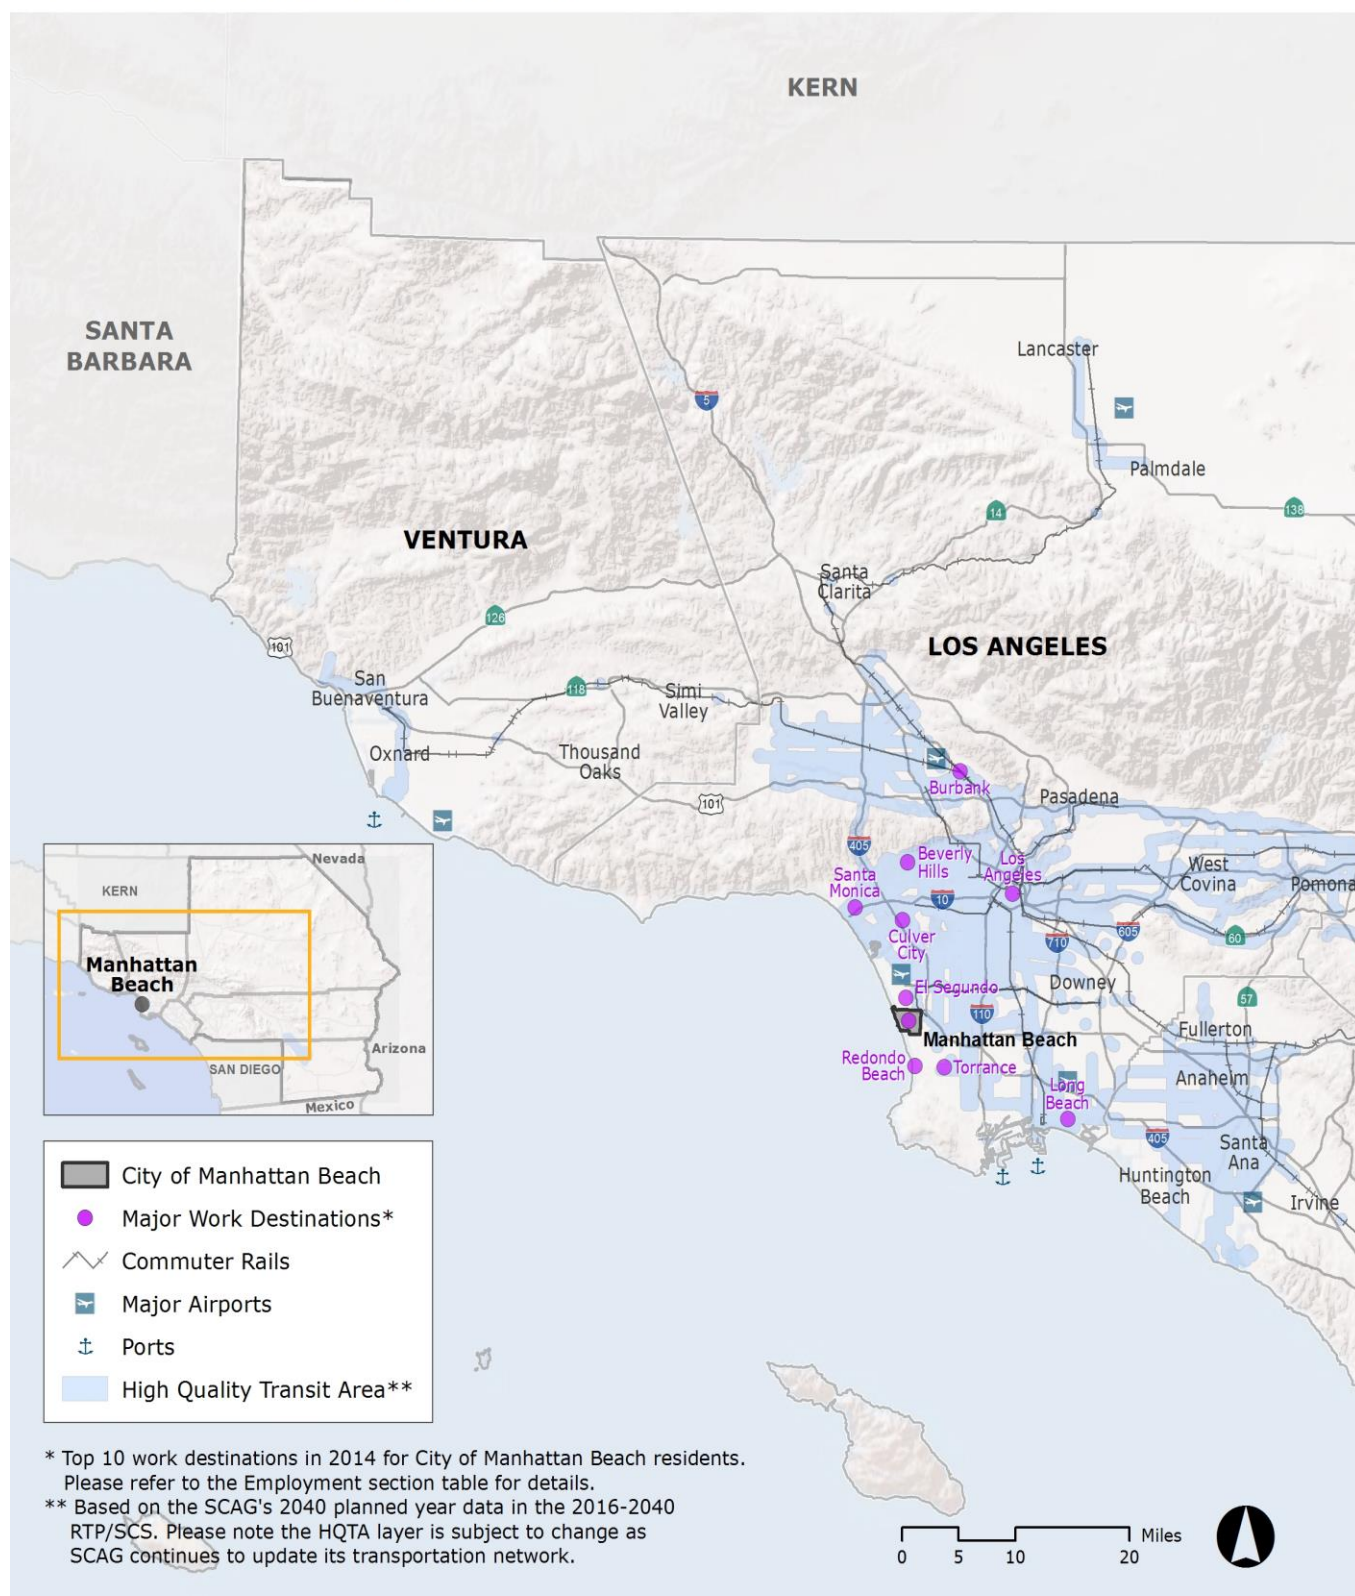 KERN
SANTA
BARBARA
Lancaster
5
Palmdale
14
138
VENTURA
Santa
Clarita
126
LOS ANGELES
101
San
Buenaventura
118
Simi
Valley
Oxnard
Thousand
Oaks
Burbank
101
Pasadena
405
Beverly
Hills
Los
Angeles
West
Covina
Santa
Monica
10
Pomona
Culver
City
710
605
60
Downey
El Segundo
57
110
Fullerton
Manhattan Beach
Redondo
Beach
Torrance
Anaheim
Long
Beach
405
Santa
Ana
Huntington
Beach
Irvine
Nevada
KERN
Manhattan
Beach
Arizona
SAN DIEGO
Mexico
City of Manhattan Beach
Major Work Destinations*
Commuter Rails
Major Airports
Ports
High Quality Transit Area**
* Top 10 work destinations in 2014 for City of Manhattan Beach residents.
Please refer to the Employment section table for details.
** Based on the SCAG's 2040 planned year data in the 2016-2040
RTP/SCS. Please note the HQTA layer is subject to change as
SCAG continues to update its transportation network.
Miles
0 5 10 20